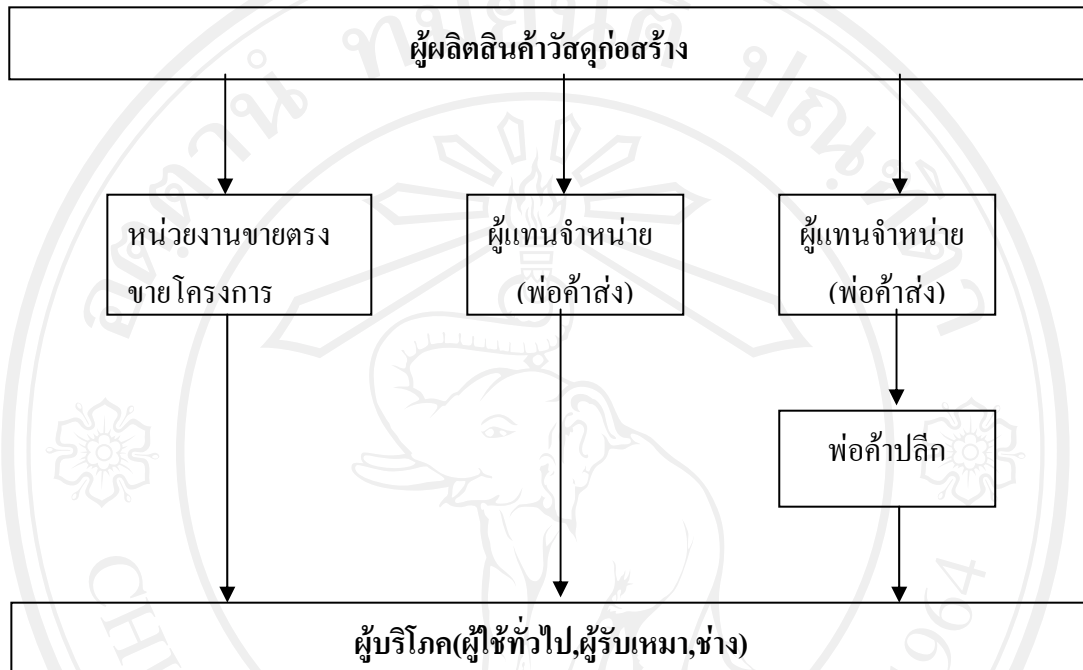 ผู้ผลิตสินค้าวัสดุก่อสร้าง
หน่วยงานขายตรง
ขายโครงการ
ผู้แทนจำหน่าย
(พ่อค้าส่ง)
ผู้แทนจำหน่าย
(พ่อค้าส่ง)
พ่อค้าปลีก
ผู้บริโภค(ผู้ใช้ทั่วไป,ผู้รับเหมา,ช่าง)